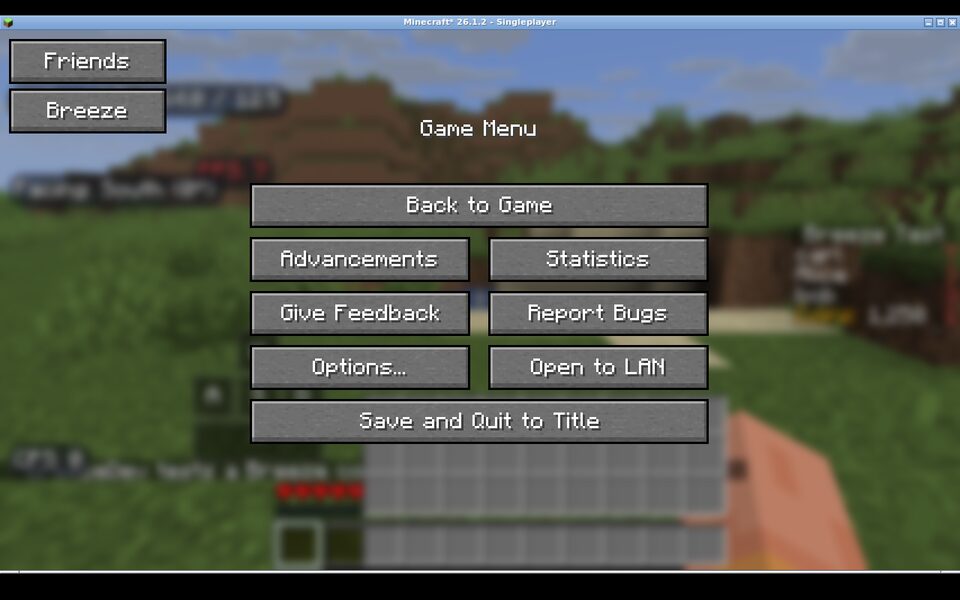 Minecraft* 26.1.2 - Singleplayer
Friends
Breeze
Game Menu
Back to Game
Advancements
Statistics
Give Feedback
Report Bugs
Options...
Open to LAN
Save and Quit to Title